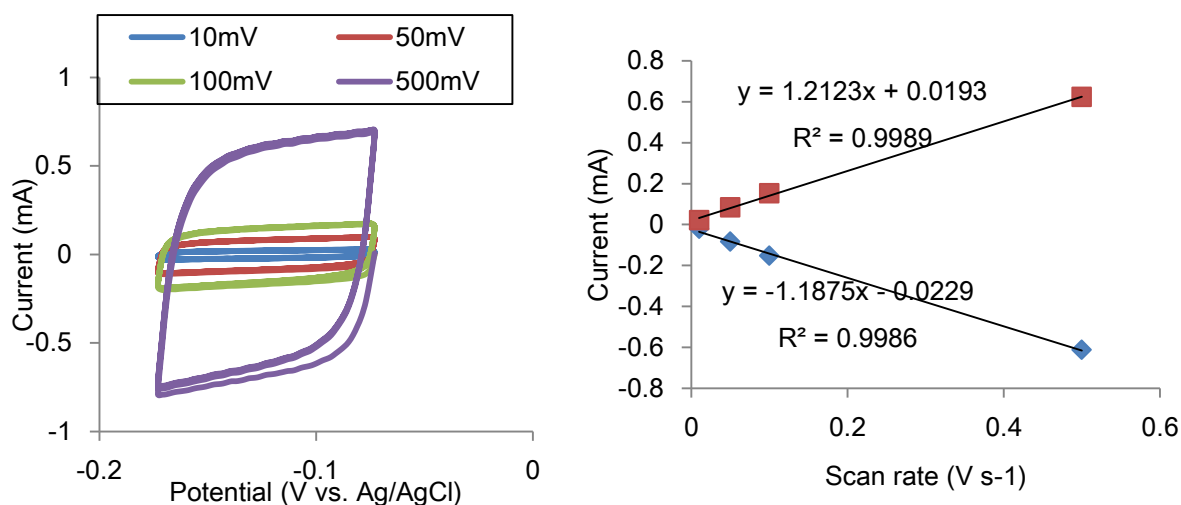 10mV 50mV
100mV 500mV
1
0.5
0
-0.5
-1
-0.2 -0.1 0
Current (mA)
Potential (V vs. Ag/AgCl)
0.8
0.6
0.4
0.2
0
-0.2
-0.4
-0.6
-0.8
0 0.2 0.4 0.6
Current (mA)
Scan rate (V s-1)
y = 1.2123x + 0.0193
R² = 0.9989
y = -1.1875x - 0.0229
R² = 0.9986